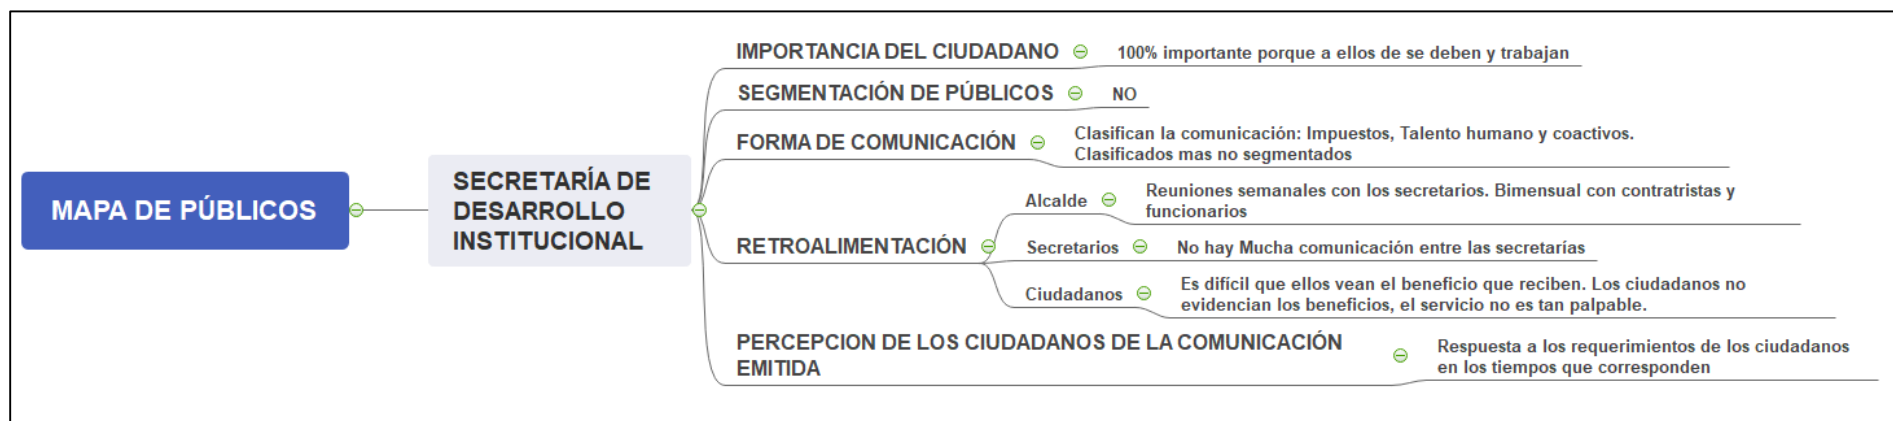 MAPA DE PÚBLICOS
SECRETARÍA DE
DESARROLLO
INSTITUCIONAL
IMPORTANCIA DEL CIUDADANO
100% importante porque a ellos de se deben y trabajan
SEGMENTACIÓN DE PÚBLICOS
NO
FORMA DE COMUNICACIÓN
Clasifican la comunicación: Impuestos, Talento humano y coactivos.
Clasificados mas no segmentados
RETROALIMENTACIÓN
Alcalde
Reuniones semanales con los secretarios. Bimensual con contratristas y
funcionarios
Secretarios
No hay Mucha comunicación entre las secretarías
Ciudadanos
Es difícil que ellos vean el beneficio que reciben. Los ciudadanos no
evidencian los beneficios, el servicio no es tan palpable.
PERCEPCION DE LOS CIUDADANOS DE LA COMUNICACIÓN
EMITIDA
Respuesta a los requerimientos de los ciudadanos
en los tiempos que corresponden